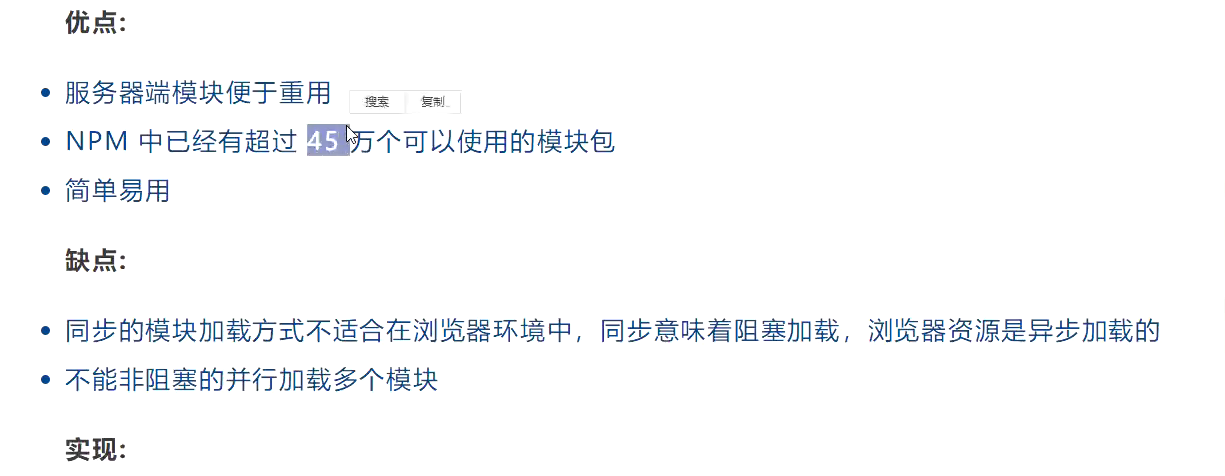 优点:
服务器端模块便于重用
搜索 复制
NPM 中已经有超过 45 万个可以使用的模块包
简单易用
缺点:
同步的模块加载方式不适合在浏览器环境中，同步意味着阻塞加载，浏览器资源是异步加载的
不能非阻塞的并行加载多个模块
实现: